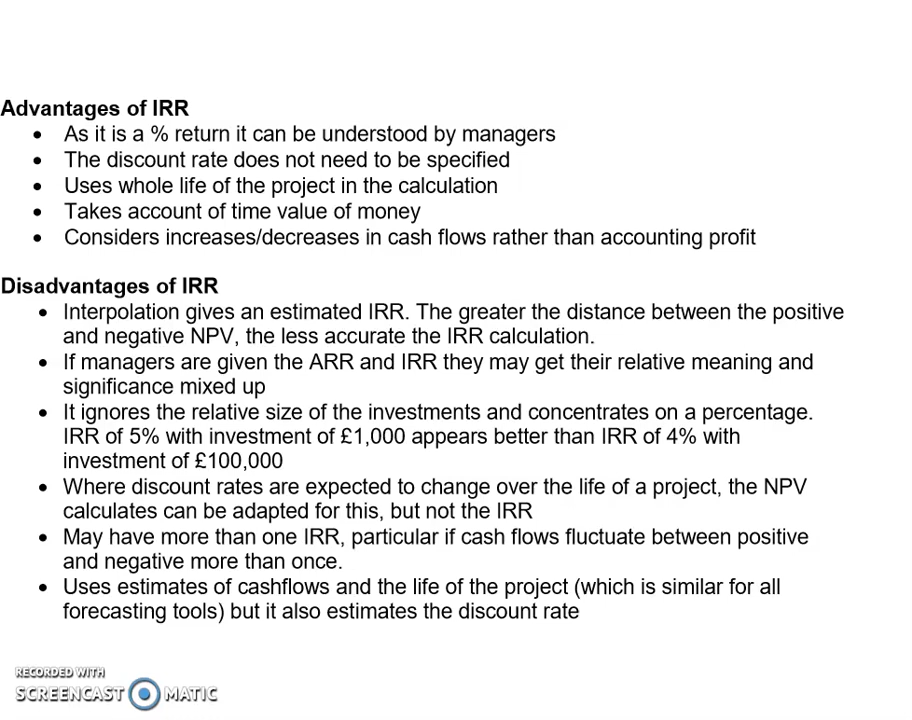 Advantages of IRR
• As it is a % return it can be understood by managers
• The discount rate does not need to be specified
• Uses whole life of the project in the calculation
• Takes account of time value of money
• Considers increases/decreases in cash flows rather than accounting profit
Disadvantages of IRR
• Interpolation gives an estimated IRR. The greater the distance between the positive
and negative NPV, the less accurate the IRR calculation.
• If managers are given the ARR and IRR they may get their relative meaning and
significance mixed up
• It ignores the relative size of the investments and concentrates on a percentage.
IRR of 5% with investment of £1,000 appears better than IRR of 4% with
investment of £100,000
• Where discount rates are expected to change over the life of a project, the NPV
calculates can be adapted for this, but not the IRR
• May have more than one IRR, particular if cash flows fluctuate between positive
and negative more than once.
• Uses estimates of cashflows and the life of the project (which is similar for all
forecasting tools) but it also estimates the discount rate
RECORDED WITH
SCREENCAST MATIC